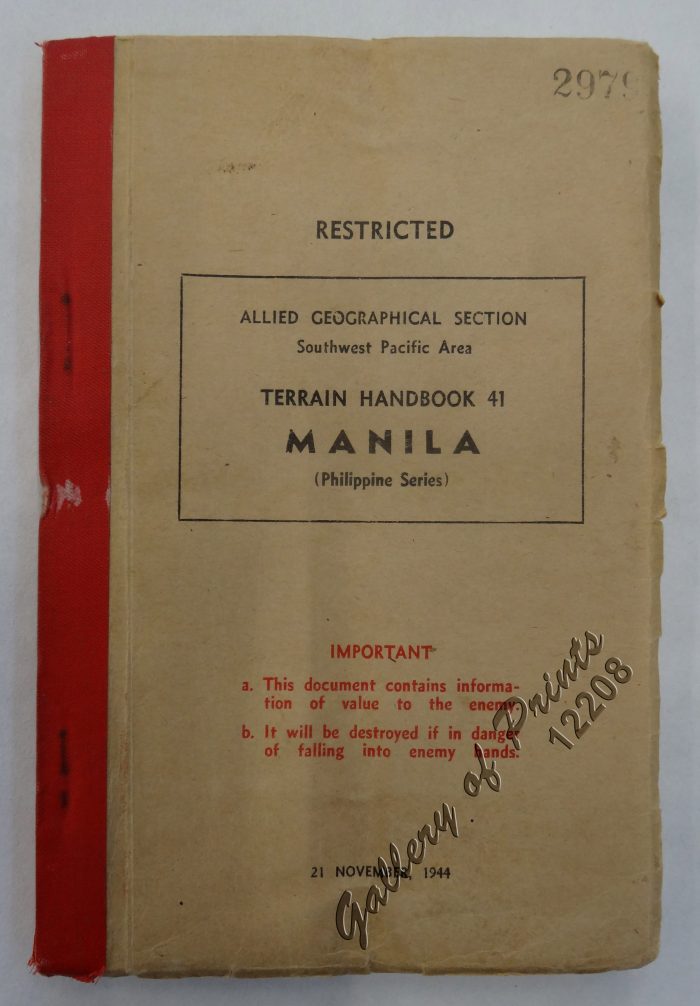 2979
RESTRICTED
ALLIED GEOGRAPHICAL SECTION
Southwest Pacific Area
TERRAIN HANDBOOK 41
MANILA
(Philippine Series)
IMPORTANT
a. This document contains informa-
tion of value to the enemy.
b. It will be destroyed if in danger
of falling into enemy hands.
21 NOVEMBER, 1944
Gallery of Prints
12208